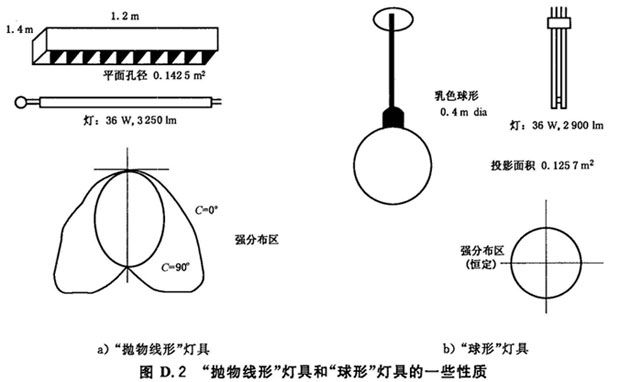 1.2 m
1.4 m
平面孔径 0.142 5 m²
灯：36 W, 3 250 lm
C=0°
C=90°
强分布区
a）“抛物线形”灯具
乳色球形
0.4 m dia
灯：36 W, 2 900 lm
投影面积 0.125 7 m²
强分布区
(恒定)
b）“球形”灯具
图 D.2 “抛物线形”灯具和“球形”灯具的一些性质